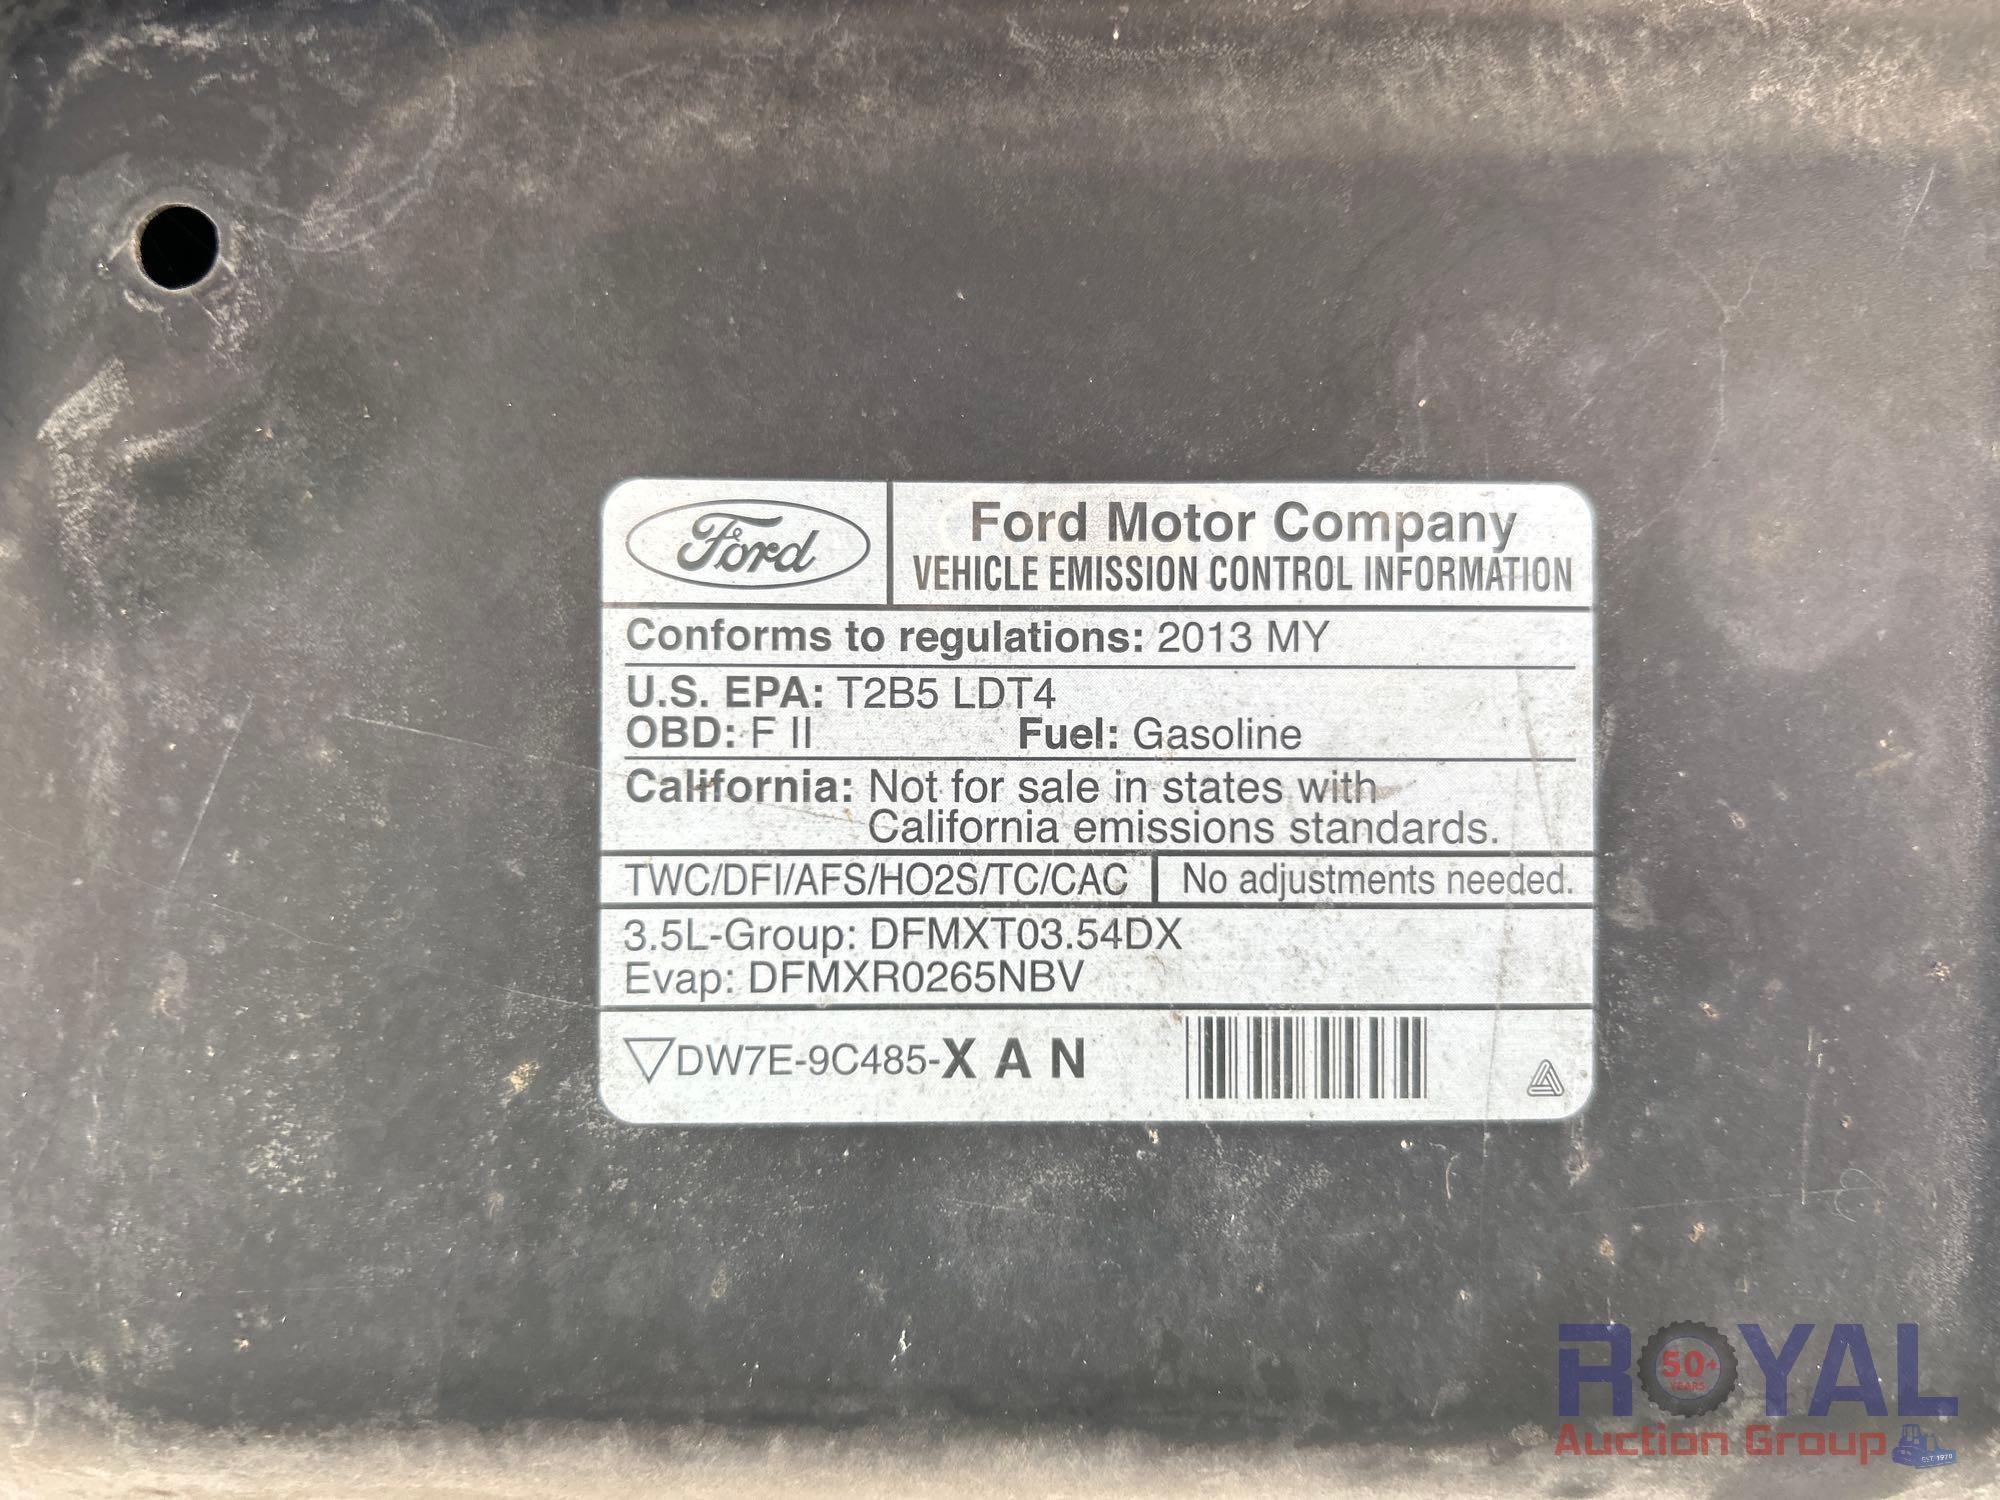 Ford
Ford Motor Company
VEHICLE EMISSION CONTROL INFORMATION
Conforms to regulations: 2013 MY
U.S. EPA: T2B5 LDT4
OBD: F II Fuel: Gasoline
California: Not for sale in states with
California emissions standards.
TWC/DFI/AFS/HO2S/TC/CAC No adjustments needed.
3.5L-Group: DFMXT03.54DX
Evap: DFMXR0265NBV
DW7E-9C485-X A N
ROYAL
50+
YEARS
Auction Group
EST 1970